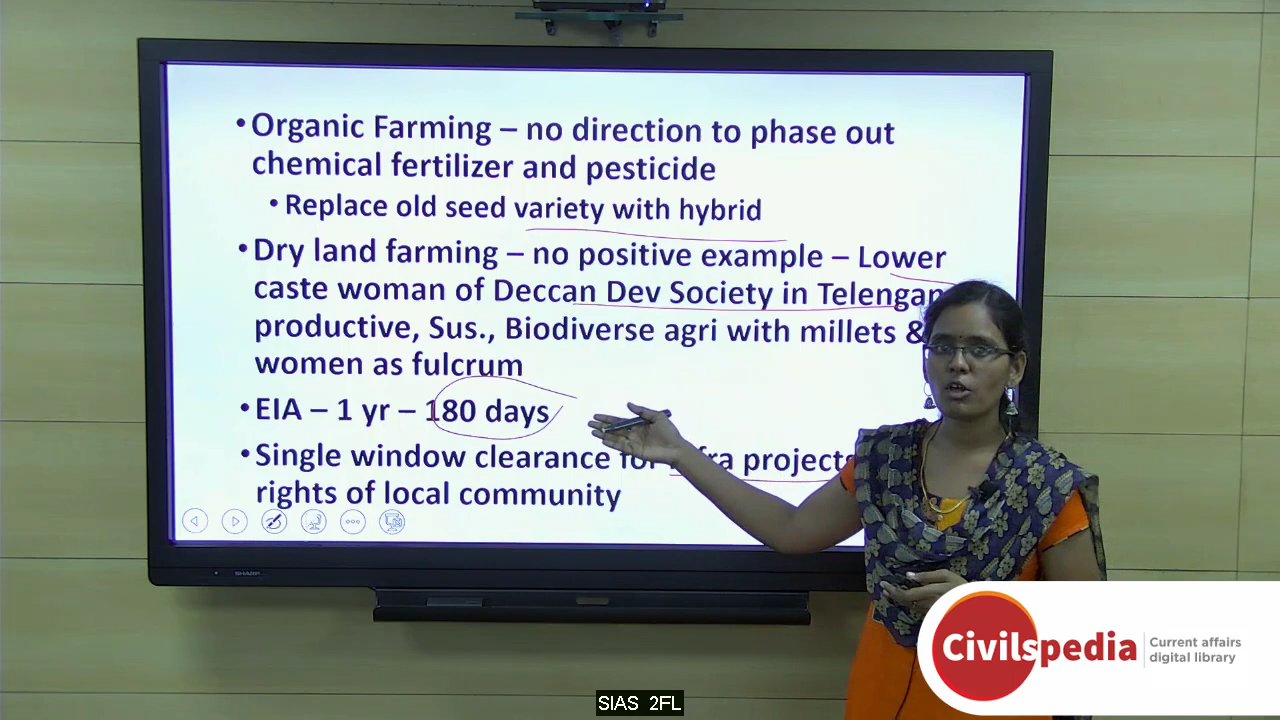 • Organic Farming – no direction to phase out
chemical fertilizer and pesticide
• Replace old seed variety with hybrid
• Dry land farming – no positive example – Lower
caste woman of Deccan Dev Society in
productive, Sus., Biodiverse agri with millets &
women as fulcrum
• EIA – 1 yr – 180 days
• Single window clearance for projects
rights of local community
SHARP
Civilspedia
Current affairs
digital library
SIAS 2FL